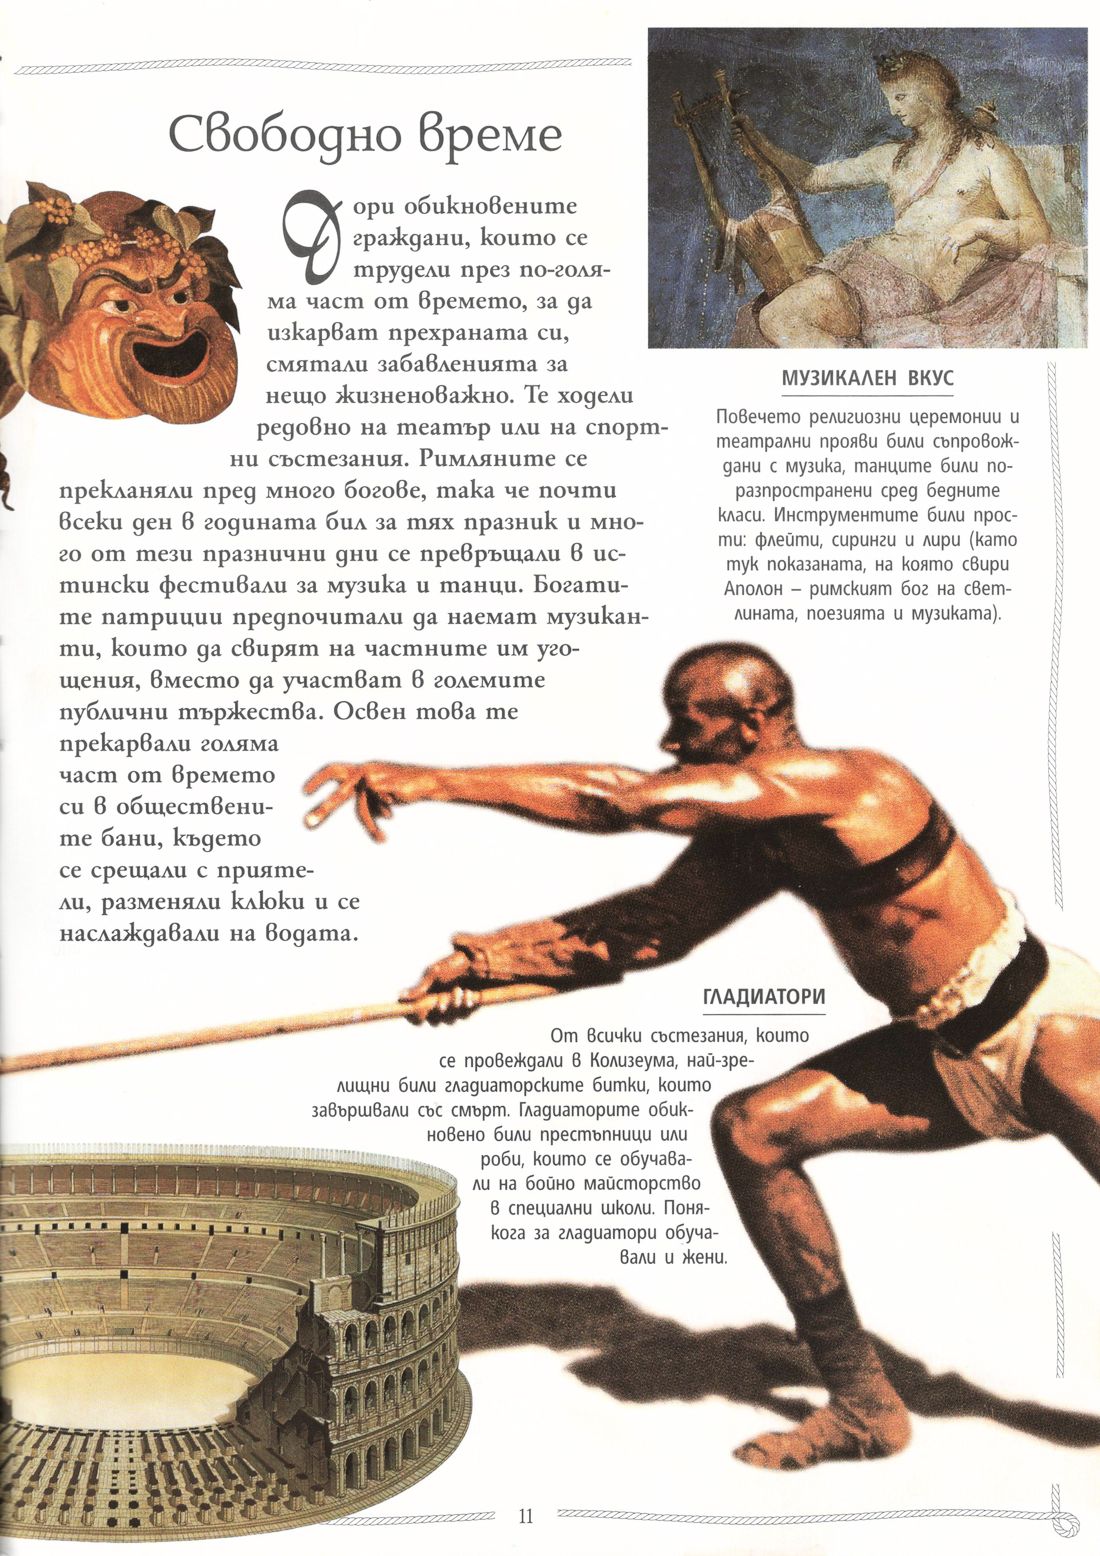 Свободно време
Дори обикновените
граждани, които се
трудели през по-голя-
ма част от времето, за да
изкарват прехраната си,
смятали забавленията за
нещо жизненоважно. Те ходели
редовно на театър или на спорт-
ни състезания. Римляните се
прекланяли пред много богове, така че почти
всеки ден в годината бил за тях празник и мно-
го от тези празнични дни се превръщали в ис-
тински фестивали за музика и танци. Богати-
те патриции предпочитали да наемат музикан-
ти, които да свирят на частните им уго-
щения, вместо да участват в големите
публични тържества. Освен това те
прекарвали голяма
част от времето
си в обществени-
те бани, където
се срещали с прияте-
ли, разменяли клюки и се
наслаждавали на водата.
МУЗИКАЛЕН ВКУС
Повечето религиозни церемонии и
театрални прояви били съпровож-
дани с музика, танците били по-
разпространени сред бедните
класи. Инструментите били прос-
ти: флейти, сиринги и лири (като
тук показаната, на която свири
Аполон – римският бог на свет-
лината, поезията и музиката).
ГЛАДИАТОРИ
От всички състезания, които
се провеждали в Колизеума, най-зре-
лищни били гладиаторските битки, които
завършвали със смърт. Гладиаторите обик-
новено били престъпници или
роби, които се обучава-
ли на бойно майсторство
в специални школи. Поня-
кога за гладиатори обуча-
вали и жени.
11